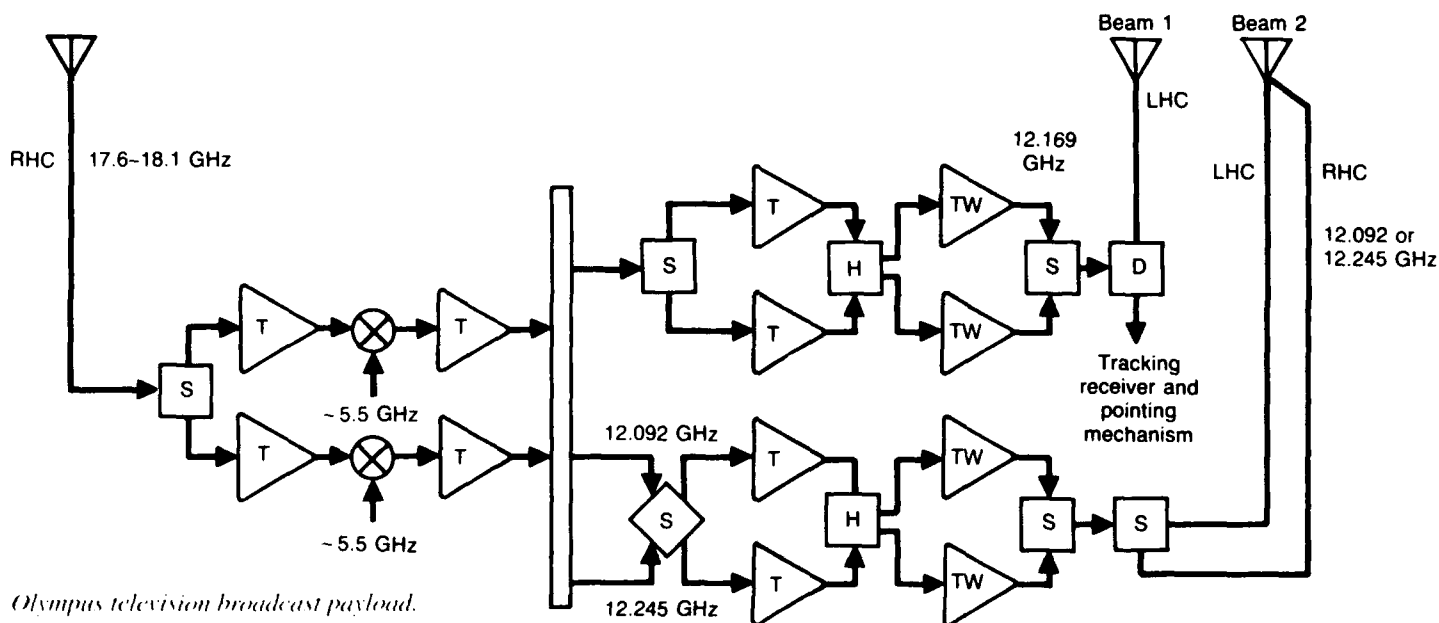 Beam 1
Beam 2
LHC
12.169
GHz
RHC
17.6~18.1 GHz
LHC
RHC
T
TW
12.092 or
12.245 GHz
S
H
S
D
T
T
T
TW
S
~5.5 GHz
Tracking
receiver and
pointing
mechanism
12.092 GHz
T
T
T
TW
~5.5 GHz
S
H
S
S
T
TW
12.245 GHz
Olympus television broadcast payload.